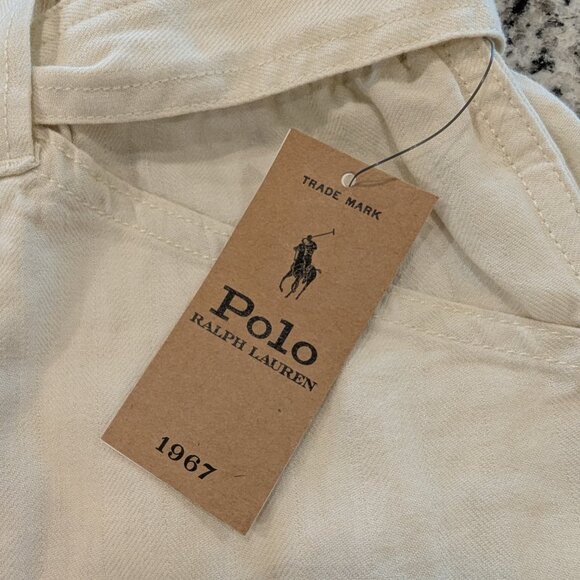 TRADE MARK
Polo
RALPH LAUREN
1967